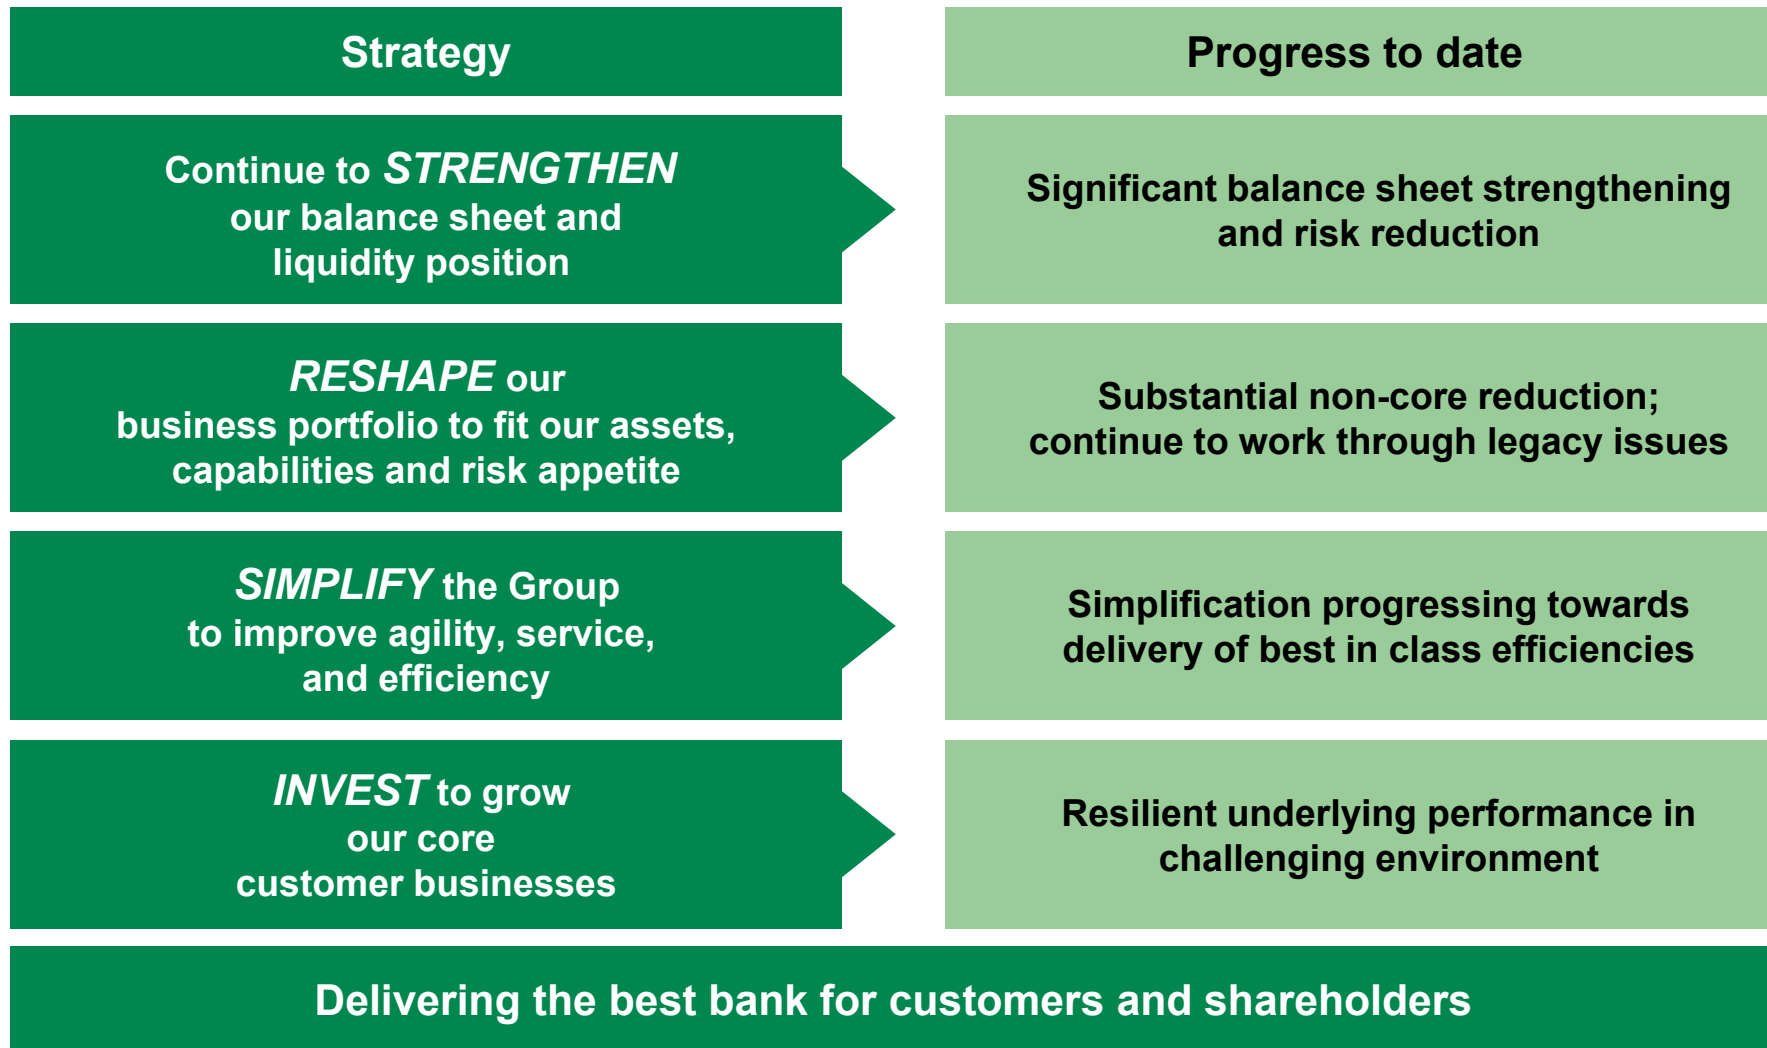 Strategy
Progress to date
Continue to STRENGTHEN
our balance sheet and
liquidity position
Significant balance sheet strengthening
and risk reduction
RESHAPE our
business portfolio to fit our assets,
capabilities and risk appetite
Substantial non-core reduction;
continue to work through legacy issues
SIMPLIFY the Group
to improve agility, service,
and efficiency
Simplification progressing towards
delivery of best in class efficiencies
INVEST to grow
our core
customer businesses
Resilient underlying performance in
challenging environment
Delivering the best bank for customers and shareholders